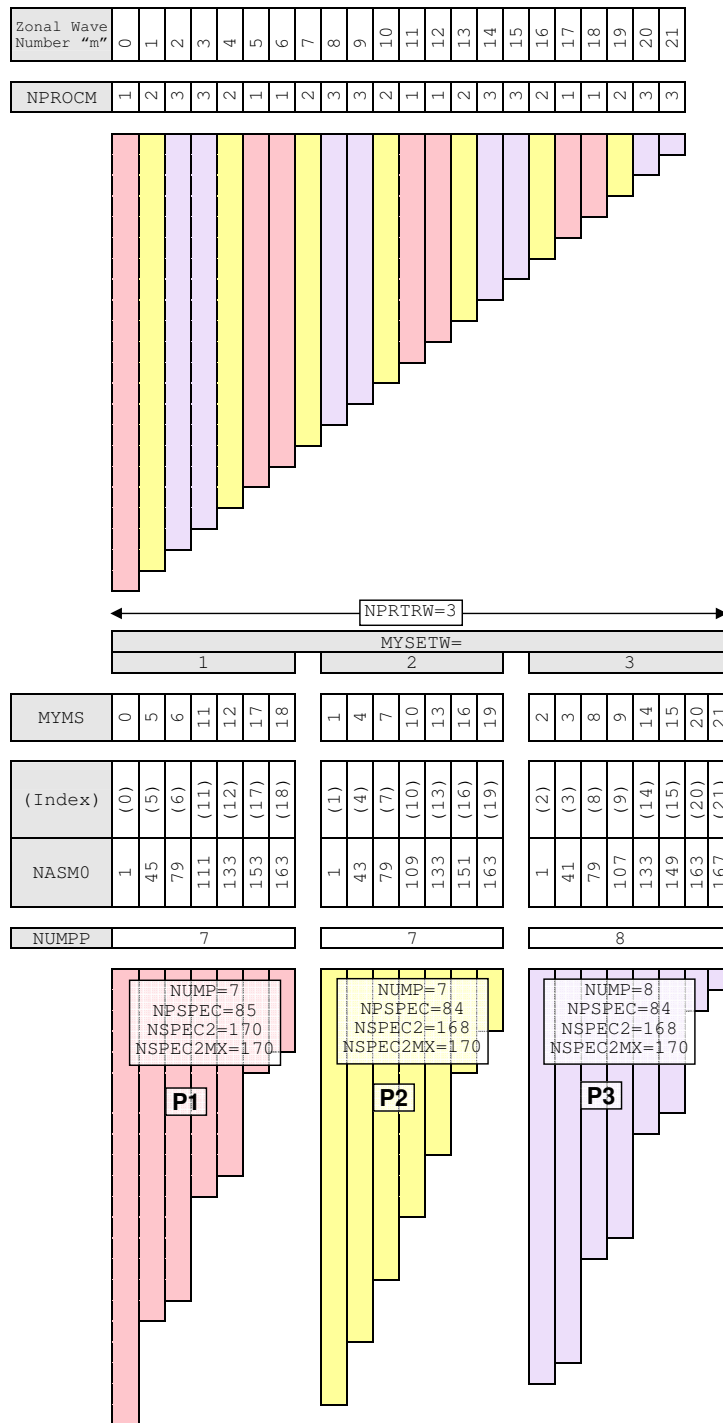 Zonal Wave Number “m” 0 1 2 3 4 5 6 7 8 9 10 11 12 13 14 15 16 17 18 19 20 21
NPROCM 1 2 3 3 2 1 1 2 3 3 2 1 1 2 3 3 2 1 1 2 3 3
NPRTRW=3
MYSETW=
1 2 3
MYMS 0 5 6 11 12 17 18 1 4 7 10 13 16 19 2 3 8 9 14 15 20 21
(Index) (0) (5) (6) (11) (12) (17) (18) (1) (4) (7) (10) (13) (16) (19) (2) (3) (8) (9) (14) (15) (20) (21)
NASM0 1 45 79 111 133 153 163 1 43 79 109 133 151 163 1 41 79 107 133 149 163 167
NUMPP 7 7 8
NUMP=7
NPSPEC=85
NSPEC2=170
NSPEC2MX=170
P1
NUMP=7
NPSPEC=84
NSPEC2=168
NSPEC2MX=170
P2
NUMP=8
NPSPEC=84
NSPEC2=168
NSPEC2MX=170
P3